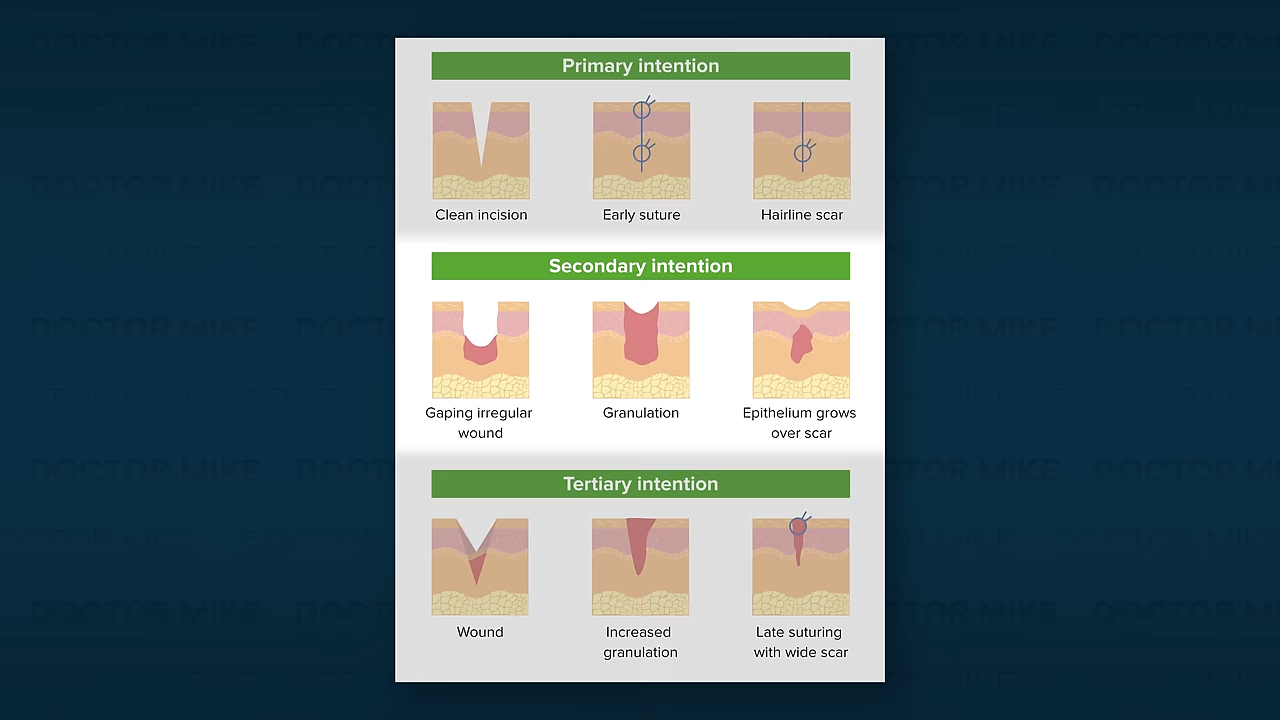 Primary intention
Clean incision
Early suture
Hairline scar
Secondary intention
Gaping irregular
wound
Granulation
Epithelium grows
over scar
Tertiary intention
Wound
Increased
granulation
Late suturing
with wide scar
DOCTOR MIKE